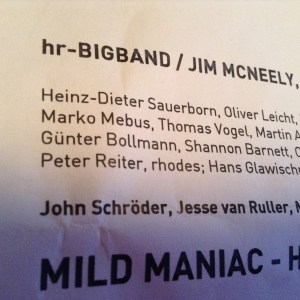 hr-BIGBAND / JIM MCNEELY,
Heinz-Dieter Sauerborn, Oliver Leicht,
Marko Mebus, Thomas Vogel, Martin A
Günter Bollmann, Shannon Barnett,
Peter Reiter, rhodes; Hans Glawischn
John Schröder, Jesse van Ruller,
MILD MANIAC - H